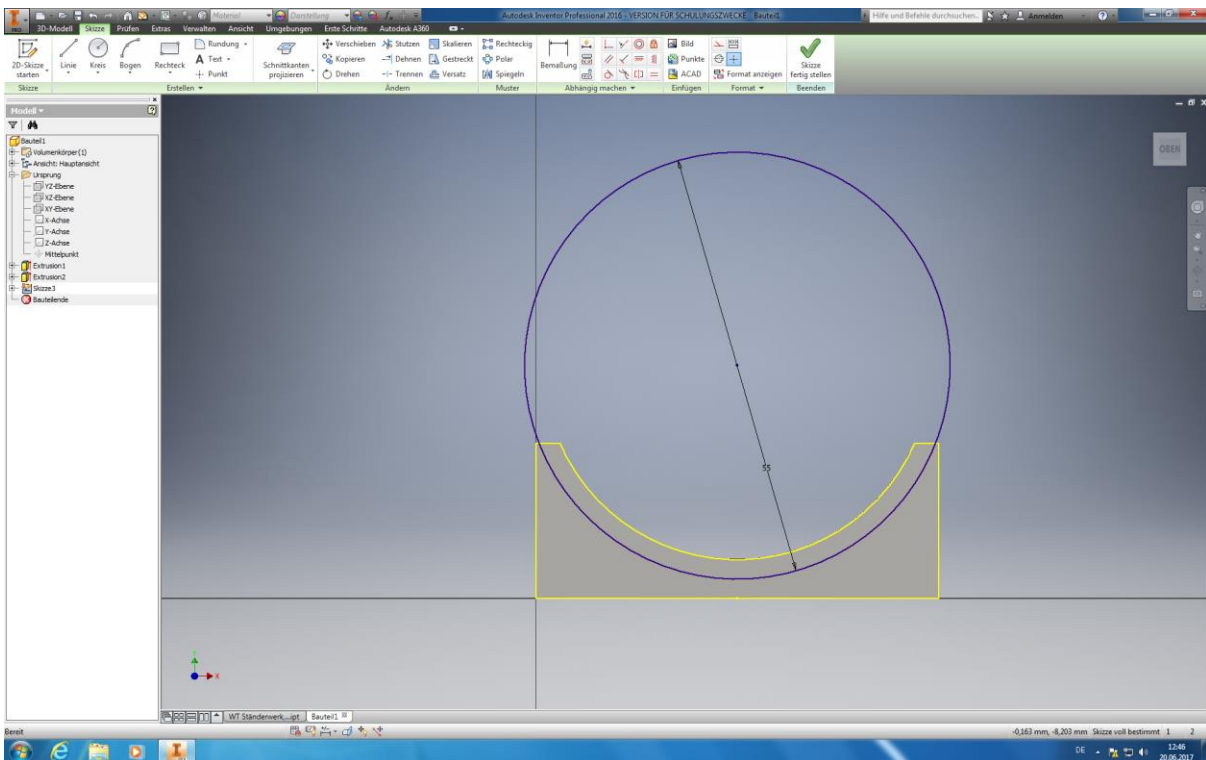 Material
Darstellung
Autodesk Inventor Professional 2016 - VERSION FÜR SCHULUNGSZWECKE Bauteil1
Hilfe und Befehle durchsuchen...
Anmelden
PRO
3D-Modell Skizze Prüfen Extras Verwalten Ansicht Umgebungen Erste Schritte Autodesk A360
Rundung
Verschieben Stutzen Skalieren Rechteckig
Bild
Text
Kopieren Dehnen Gestreckt Polar
Punkte
Punkt
Drehen Trennen Versatz Spiegeln
ACAD Format anzeigen
2D-Skizze starten
Linie Kreis Bogen Rechteck
Schnittkanten projizieren
Bemaßung
Skizze fertig stellen
Skizze Erstellen Ändern Muster Abhängig machen Einfügen Format Beenden
Modell
Bauteil1
Volumenkörper(1)
Ansicht: Hauptansicht
Ursprung
YZ-Ebene
XZ-Ebene
XY-Ebene
X-Achse
Y-Achse
Z-Achse
Mittelpunkt
Extrusion1
Extrusion2
Skizze3
Bauteilende
OBEN
55
X
WT Ständerwerk...ipt Bauteil1
Bereit
-0,163 mm, -8,203 mm Skizze voll bestimmt 1 2
DE
12:46
20.06.2017